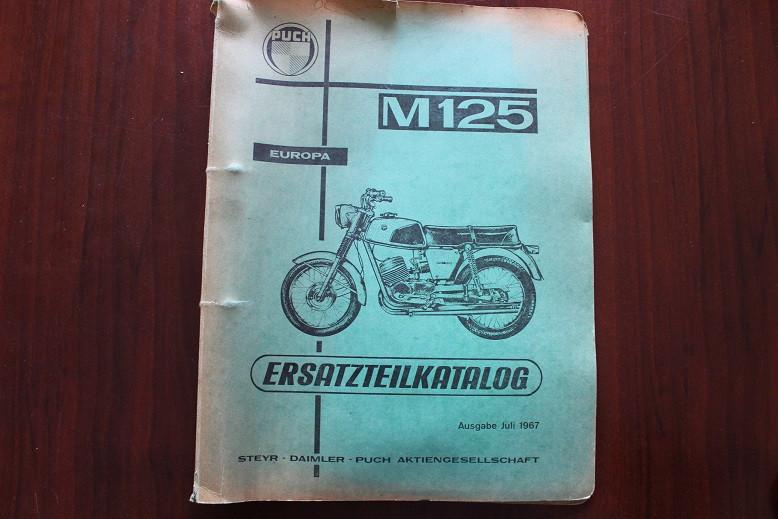 PUCH
M125
EUROPA
ERSATZTEILKATALOG
Ausgabe Juli 1967
STEYR - DAIMLER - PUCH AKTIENGESELLSCHAFT